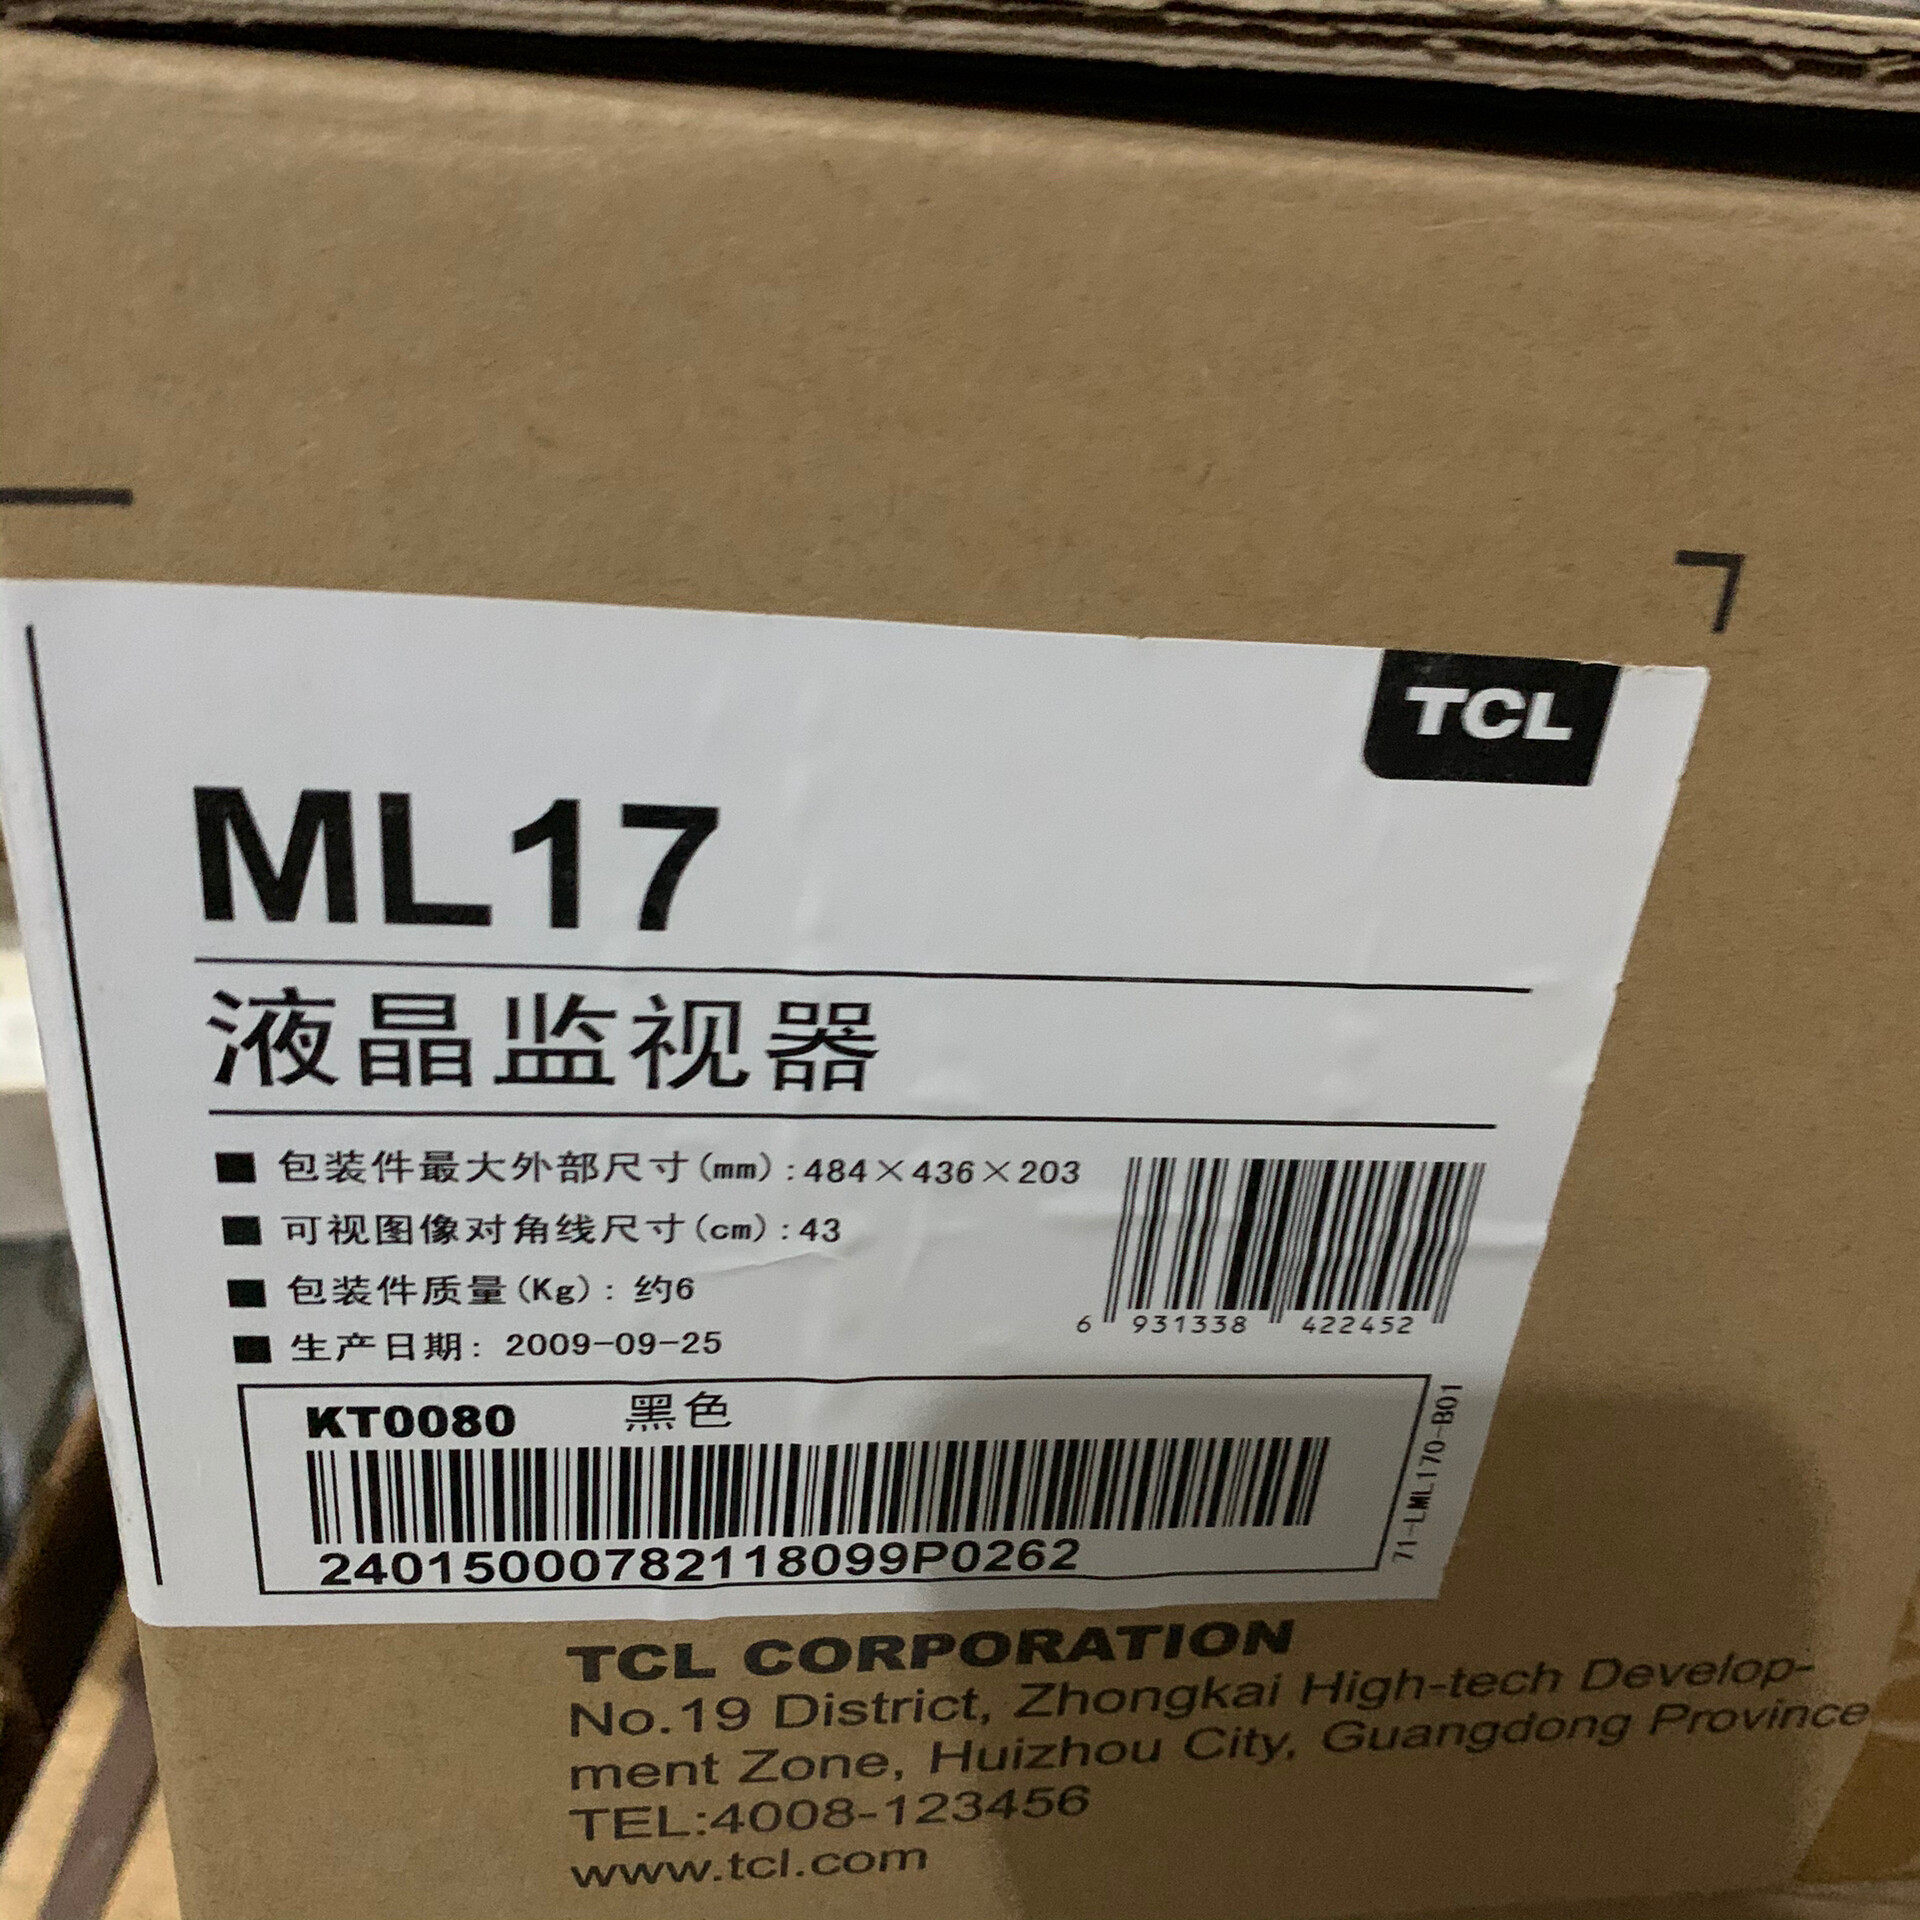 TCL
ML17
液晶监视器
■ 包装件最大外部尺寸(mm):484×436×203
■ 可视图像对角线尺寸(cm):43
■ 包装件质量(Kg): 约6
■ 生产日期: 2009-09-25
6 931338 422452
KT0080 黑色
24015000782118099P0262
71-LML170-B01
TCL CORPORATION
No.19 District, Zhongkai High-tech Develop-
ment Zone, Huizhou City, Guangdong Province
TEL:4008-123456
www.tcl.com